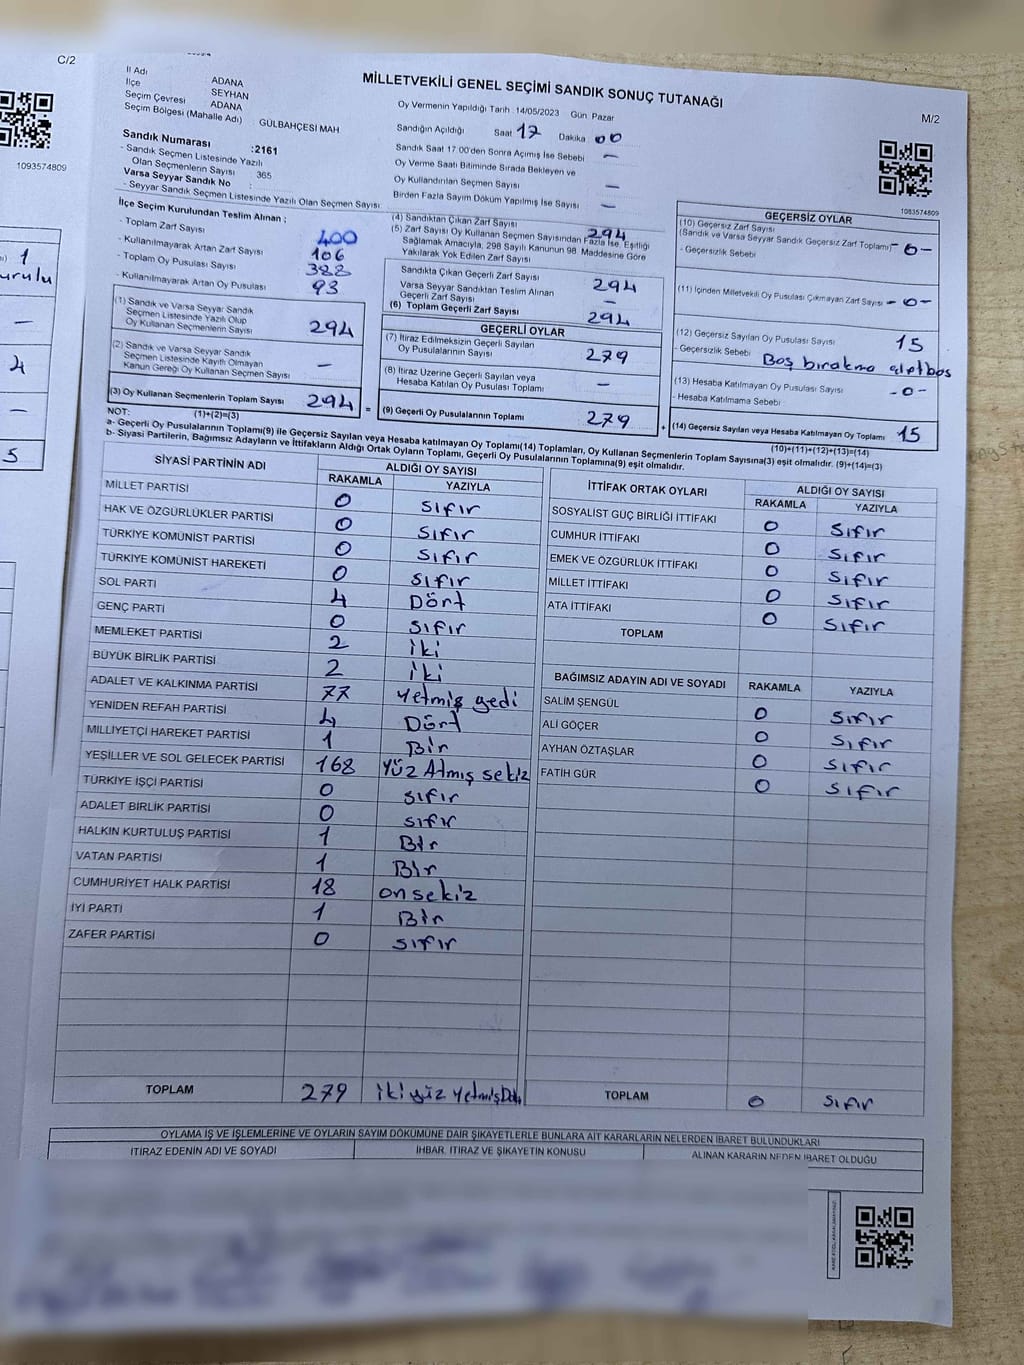 C/2
1093574809
1
urulu
—
4
—
5
MİLLETVEKİLİ GENEL SEÇİMİ SANDIK SONUÇ TUTANAĞI
M/2
İl Adı ADANA
İlçe SEYHAN
Seçim Çevresi ADANA
Seçim Bölgesi (Mahalle Adı) GÜLBAHÇESI MAH
Sandık Numarası :2161
- Sandık Seçmen Listesinde Yazılı
Olan Seçmenlerin Sayısı 365
Varsa Seyyar Sandık No :
- Seyyar Sandık Seçmen Listesinde Yazılı Olan Seçmen Sayısı
Oy Vermenin Yapıldığı Tarih : 14/05/2023 Gün Pazar
Sandığın Açıldığı Saat 17 Dakika 00
Sandık Saat 17:00'den Sonra Açımış İse Sebebi —
Oy Verme Saati Bitiminde Sırada Bekleyen ve
Oy Kullandırılan Seçmen Sayısı —
Birden Fazla Sayım Döküm Yapılmış İse Sayısı —
1083574809
İlçe Seçim Kurulundan Teslim Alınan ;
- Toplam Zarf Sayısı 400
- Kullanılmayarak Artan Zarf Sayısı 106
- Toplam Oy Pusulası Sayısı 388
- Kullanılmayarak Artan Oy Pusulası 93
(1) Sandık ve Varsa Seyyar Sandık
Seçmen Listesinde Yazılı Olup
Oy Kullanan Seçmenlerin Sayısı 294
(2) Sandık ve Varsa Seyyar Sandık
Seçmen Listesinde Kayıtlı Olmayan
Kanun Gereği Oy Kullanan Seçmen Sayısı —
(3) Oy Kullanan Seçmenlerin Toplam Sayısı 294 =
(4) Sandıktan Çıkan Zarf Sayısı 294
(5) Zarf Sayısı Oy Kullanan Seçmen Sayısından Fazla İse, Eşitliği
Sağlamak Amacıyla, 298 Sayılı Kanunun 98. Maddesine Göre
Yakılarak Yok Edilen Zarf Sayısı
Sandıkta Çıkan Geçerli Zarf Sayısı 294
Varsa Seyyar Sandıktan Teslim Alınan
Geçerli Zarf Sayısı —
(6) Toplam Geçerli Zarf Sayısı 294
GEÇERLİ OYLAR
(7) İtiraz Edilmeksizin Geçerli Sayılan
Oy Pusulalarının Sayısı 279
(8) İtiraz Üzerine Geçerli Sayılan veya
Hesaba Katılan Oy Pusulası Toplamı —
(9) Geçerli Oy Pusulalarının Toplamı 279 +
GEÇERSİZ OYLAR
(10) Geçersiz Zarf Sayısı
(Sandık ve Varsa Seyyar Sandık Geçersiz Zarf Toplamı) -0-
- Geçersizlik Sebebi
(11) İçinden Milletvekili Oy Pusulası Çıkmayan Zarf Sayısı -0-
(12) Geçersiz Sayılan Oy Pusulası Sayısı 15
- Geçersizlik Sebebi Boş bırakma
(13) Hesaba Katılmayan Oy Pusulası Sayısı -0-
- Hesaba Katılmama Sebebi
(14) Geçersiz Sayılan veya Hesaba Katılmayan Oy Toplamı 15
NOT: (1)+(2)=(3) (10)+(11)+(12)+(13)=(14)
a- Geçerli Oy Pusulaları Toplamı(9) ile Geçersiz Sayılan veya Hesaba katılmayan Oy Toplamı(14) Toplamları, Oy Kullanan Seçmenlerin Toplam Sayısına(3) eşit olmalıdır. (9)+(14)=(3)
b- Siyasi Partilerin, Bağımsız Adayların ve İttifakların Aldığı Ortak Oyların Toplamı, Geçerli Oy Pusulalarının Toplamına(9) eşit olmalıdır.
SİYASİ PARTİNİN ADI ALDIĞI OY SAYISI
RAKAMLA YAZIYLA
MİLLET PARTİSİ 0 Sıfır
HAK VE ÖZGÜRLÜKLER PARTİSİ 0 Sıfır
TÜRKİYE KOMÜNİST PARTİSİ 0 Sıfır
TÜRKİYE KOMÜNİST HAREKETİ 0 Sıfır
SOL PARTİ 4 Dört
GENÇ PARTİ 0 Sıfır
MEMLEKET PARTİSİ 2 iki
BÜYÜK BİRLİK PARTİSİ 2 iki
ADALET VE KALKINMA PARTİSİ 77 yetmiş yedi
YENİDEN REFAH PARTİSİ 4 Dört
MİLLİYETÇİ HAREKET PARTİSİ 1 Bir
YEŞİLLER VE SOL GELECEK PARTİSİ 168 Yüz Atmış sekiz
TÜRKİYE İŞÇİ PARTİSİ 0 sıfır
ADALET BİRLİK PARTİSİ 0 sıfır
HALKIN KURTULUŞ PARTİSİ 1 Bir
VATAN PARTİSİ 1 Bir
CUMHURİYET HALK PARTİSİ 18 on sekiz
İYİ PARTİ 1 Bir
ZAFER PARTİSİ 0 sıfır
TOPLAM 279 iki yüz yetmiş
İTTİFAK ORTAK OYLARI ALDIĞI OY SAYISI
RAKAMLA YAZIYLA
SOSYALİST GÜÇ BİRLİĞİ İTTİFAKI 0 Sıfır
CUMHUR İTTİFAKI 0 Sıfır
EMEK VE ÖZGÜRLÜK İTTİFAKI 0 Sıfır
MİLLET İTTİFAKI 0 Sıfır
ATA İTTİFAKI 0 Sıfır
TOPLAM
BAĞIMSIZ ADAYIN ADI VE SOYADI RAKAMLA YAZIYLA
SALİM ŞENGÜL 0 Sıfır
ALİ GÖÇER 0 Sıfır
AYHAN ÖZTAŞLAR 0 Sıfır
FATİH GÜR 0 Sıfır
TOPLAM 0 Sıfır
OYLAMA İŞ VE İŞLEMLERİNE VE OYLARIN SAYIM DÖKÜMÜNE DAİR ŞİKAYETLERLE BUNLARA AİT KARARLARIN NELERDEN İBARET BULUNDUKLARI
İTİRAZ EDENİN ADI VE SOYADI İHBAR, İTİRAZ VE ŞİKAYETİN KONUSU ALINAN KARARIN NEDEN İBARET OLDUĞU